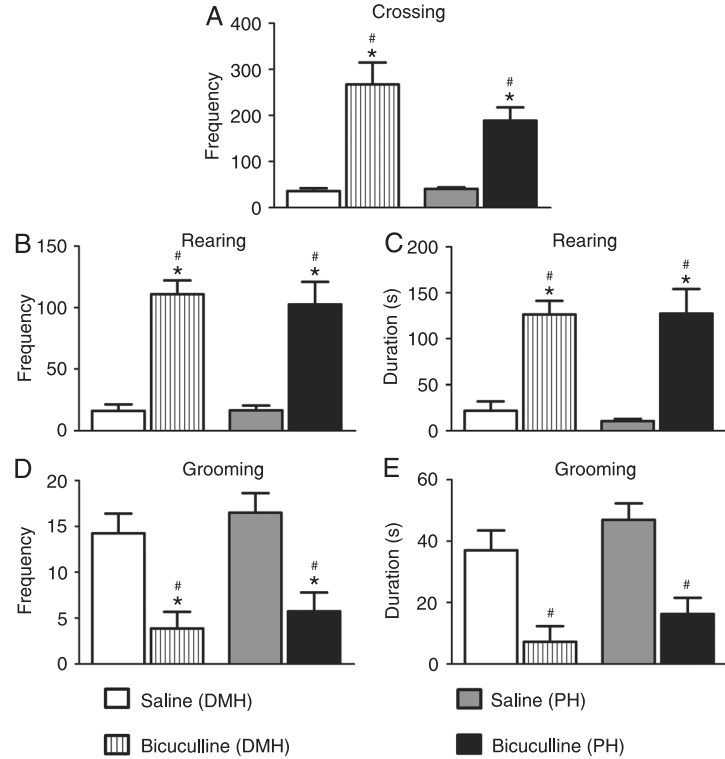 A Crossing
Frequency
400
300
200
100
0
#
*
#
*
B Rearing
Frequency
150
100
50
0
#
*
#
*
C Rearing
Duration (s)
200
150
100
50
0
#
*
#
*
D Grooming
Frequency
20
15
10
5
0
#
*
#
*
E Grooming
Duration (s)
60
40
20
0
#
#
Saline (DMH)
Saline (PH)
Bicuculline (DMH)
Bicuculline (PH)